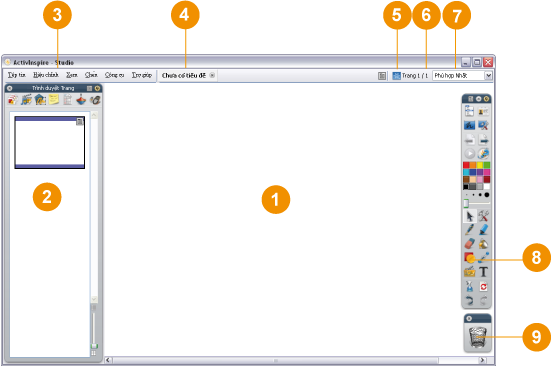 3 4 5 6 7
ActivInspire - Studio
Tệp tin Hiệu chỉnh Xem Chèn Công cụ Trợ giúp Chưa có tiêu đề Trang 1 / 1 Phù hợp Nhất
Trình duyệt Trang
2
1
T
8
9